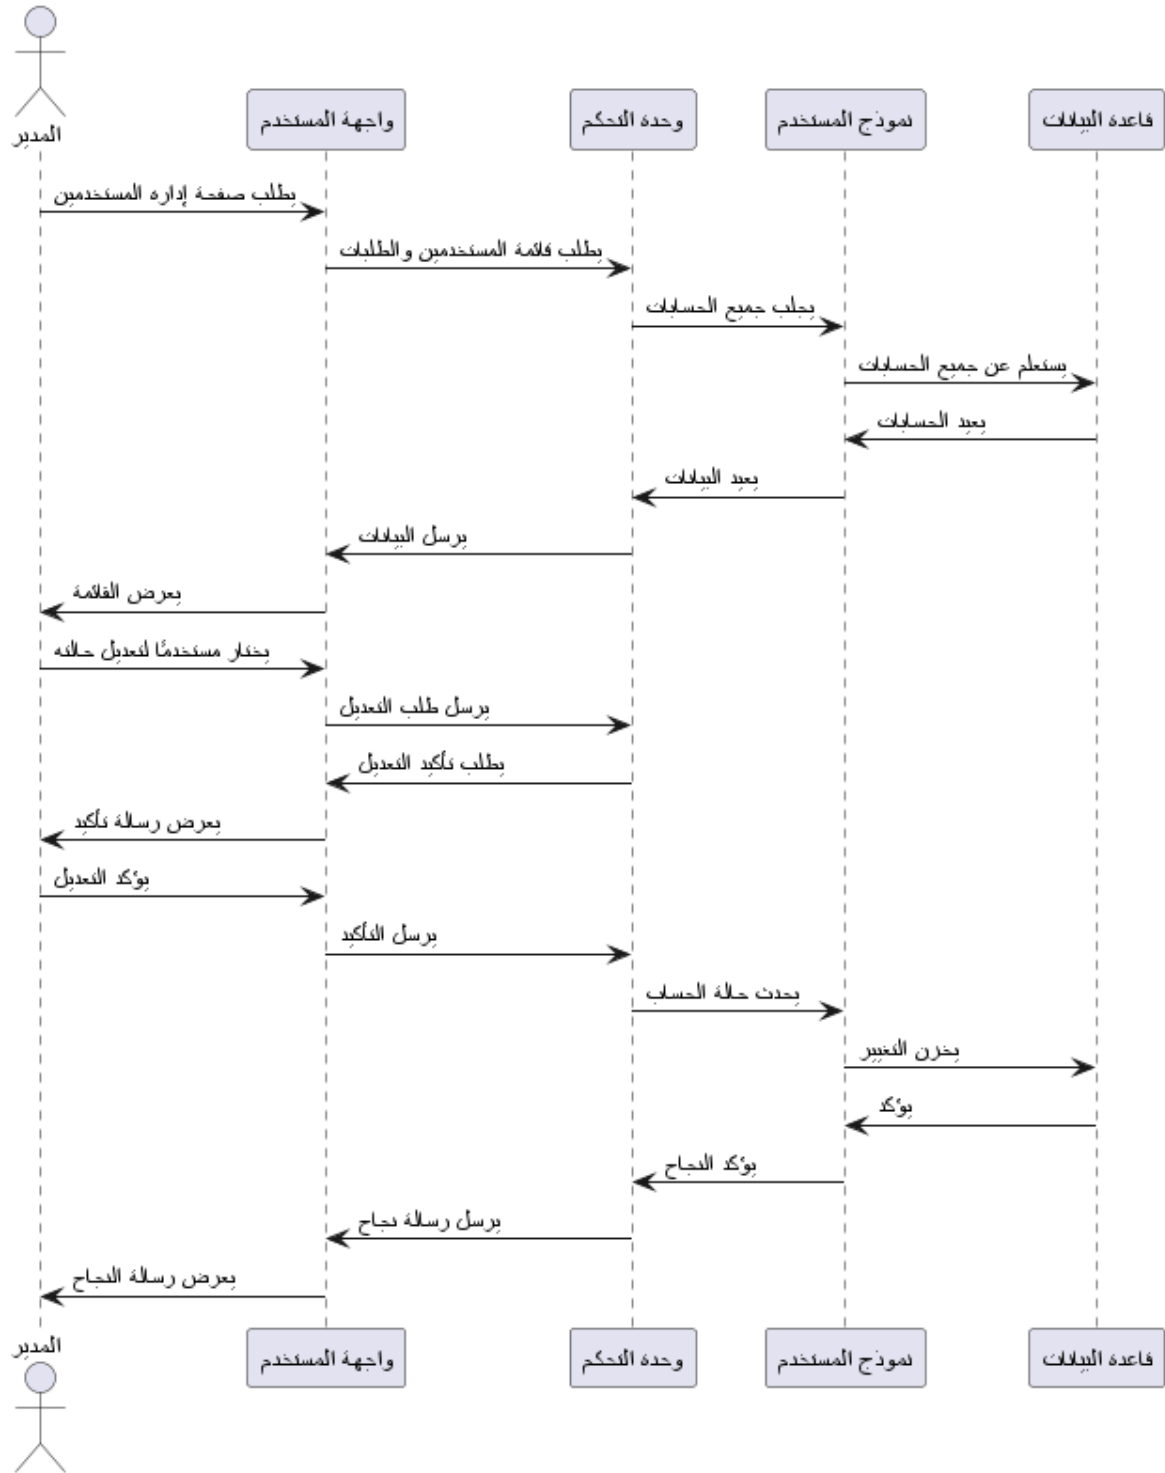 المدير
واجهة المستخدم
وحدة التحكم
نموذج المستخدم
قاعدة البيانات
يطلب صفحة إدارة المستخدمين
يطلب قائمة المستخدمين والطلبات
يجلب جميع الحسابات
يستعلم عن جميع الحسابات
يعيد الحسابات
يعيد البيانات
يرسل البيانات
يعرض القائمة
يختار مستخدمًا لتعديل حالته
يرسل طلب التعديل
يطلب تأكيد التعديل
يعرض رسالة تأكيد
يؤكد التعديل
يرسل التأكيد
يحدث حالة الحساب
يخزن التغيير
يؤكد
يؤكد النجاح
يرسل رسالة نجاح
يعرض رسالة النجاح
المدير
واجهة المستخدم
وحدة التحكم
نموذج المستخدم
قاعدة البيانات